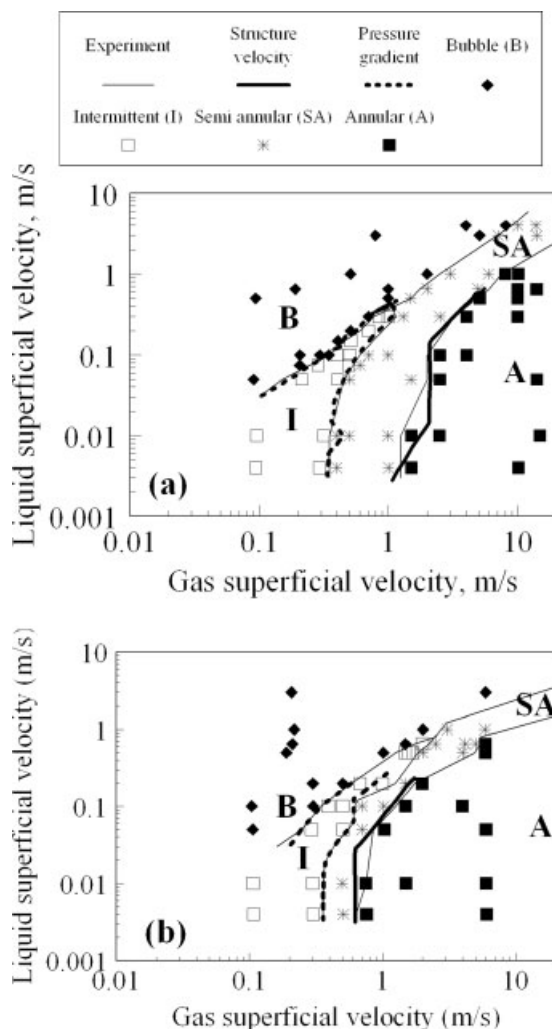 Experiment Structure velocity Pressure gradient Bubble (B)
Intermittent (I) Semi annular (SA) Annular (A)
Liquid superficial velocity, m/s
10
1
0.1
0.01
0.001
B
I
SA
A
(a)
0.01 0.1 1 10
Gas superficial velocity, m/s
Liquid superficial velocity (m/s)
10
1
0.1
0.01
0.001
B
I
SA
A
(b)
0.01 0.1 1 10
Gas superficial velocity (m/s)